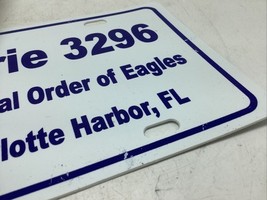 rie 3296
al Order of Eagles
lotte Harbor, FL